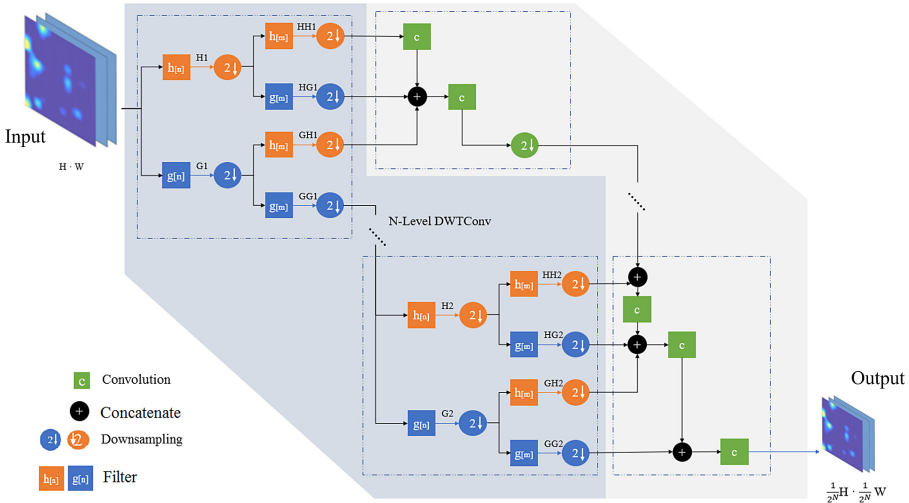 Input
H · W
h[n]
H1
2↓
h[m]
HH1
2↓
c
g[m]
HG1
2↓
+
c
g[n]
G1
2↓
h[m]
GH1
2↓
2↓
g[m]
GG1
2↓
N-Level DWTConv
h[n]
H2
2↓
h[m]
HH2
2↓
+
c
g[m]
HG2
2↓
+
c
g[n]
G2
2↓
h[m]
GH2
2↓
g[m]
GG2
2↓
+
c
Output
1/2^N H · 1/2^N W
c Convolution
+ Concatenate
2↓ ↓2 Downsampling
h[n] g[n] Filter